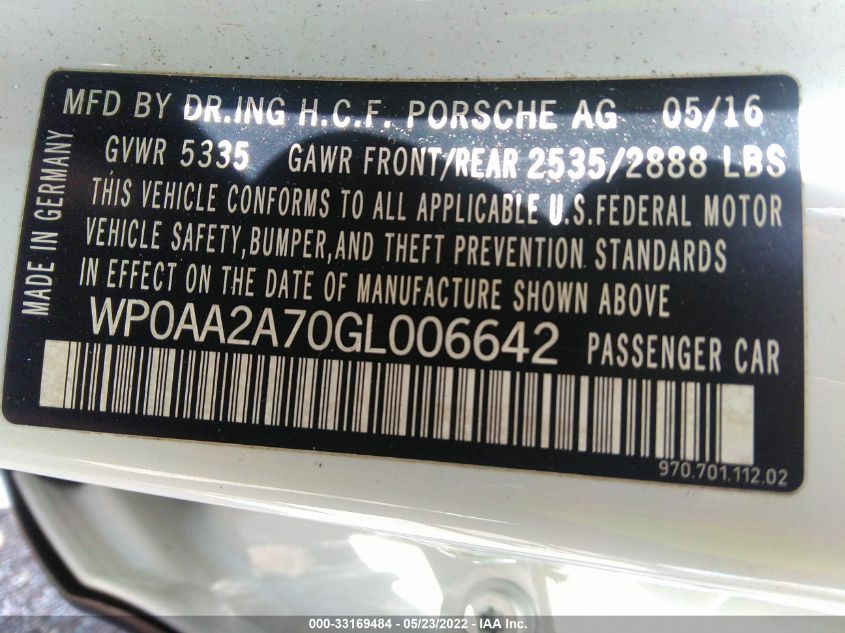 MFD BY DR.ING H.C.F. PORSCHE AG 05/16
GVWR 5335 GAWR FRONT/REAR 2535/2888 LBS
THIS VEHICLE CONFORMS TO ALL APPLICABLE U.S.FEDERAL MOTOR
VEHICLE SAFETY,BUMPER,AND THEFT PREVENTION STANDARDS
IN EFFECT ON THE DATE OF MANUFACTURE SHOWN ABOVE
WP0AA2A70GL006642 PASSENGER CAR
MADE IN GERMANY
970.701.112.02
000-33169484 - 05/23/2022 - IAA Inc.